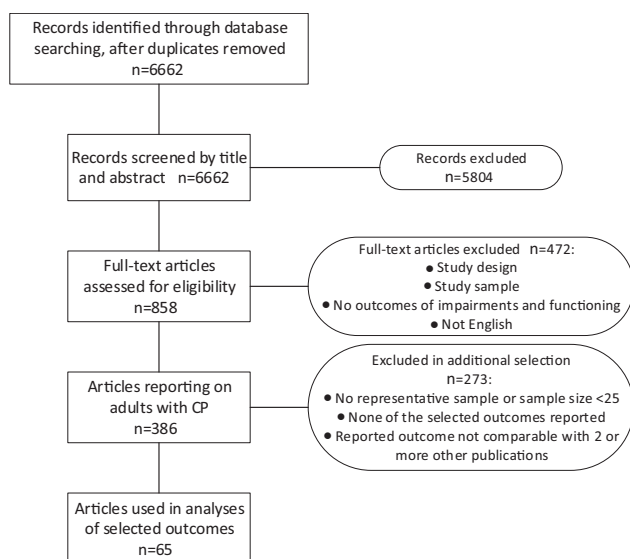 Records identified through database
searching, after duplicates removed
n=6662
Records screened by title
and abstract n=6662
Records excluded
n=5804
Full-text articles
assessed for eligibility
n=858
Full-text articles excluded n=472:
● Study design
● Study sample
● No outcomes of impairments and functioning
● Not English
Articles reporting on
adults with CP
n=386
Excluded in additional selection
n=273:
● No representative sample or sample size <25
● None of the selected outcomes reported
● Reported outcome not comparable with 2 or
more other publications
Articles used in analyses
of selected outcomes
n=65